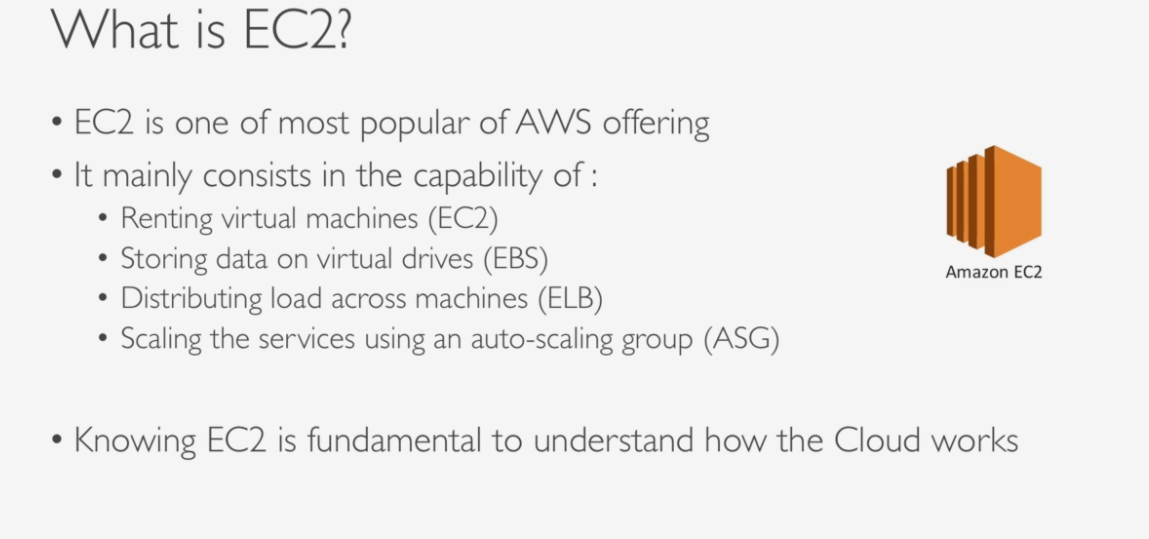 What is EC2?
• EC2 is one of most popular of AWS offering
• It mainly consists in the capability of :
• Renting virtual machines (EC2)
• Storing data on virtual drives (EBS)
• Distributing load across machines (ELB)
• Scaling the services using an auto-scaling group (ASG)
Amazon EC2
• Knowing EC2 is fundamental to understand how the Cloud works